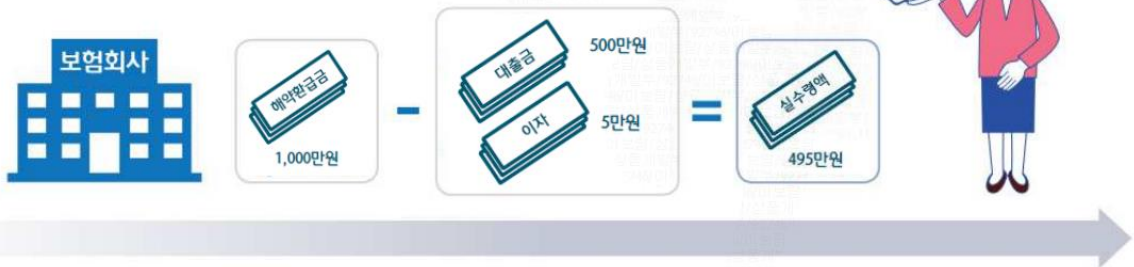 보험회사
해약환급금
1,000만원
-
대출금
500만원
이자
5만원
=
실수령액
495만원